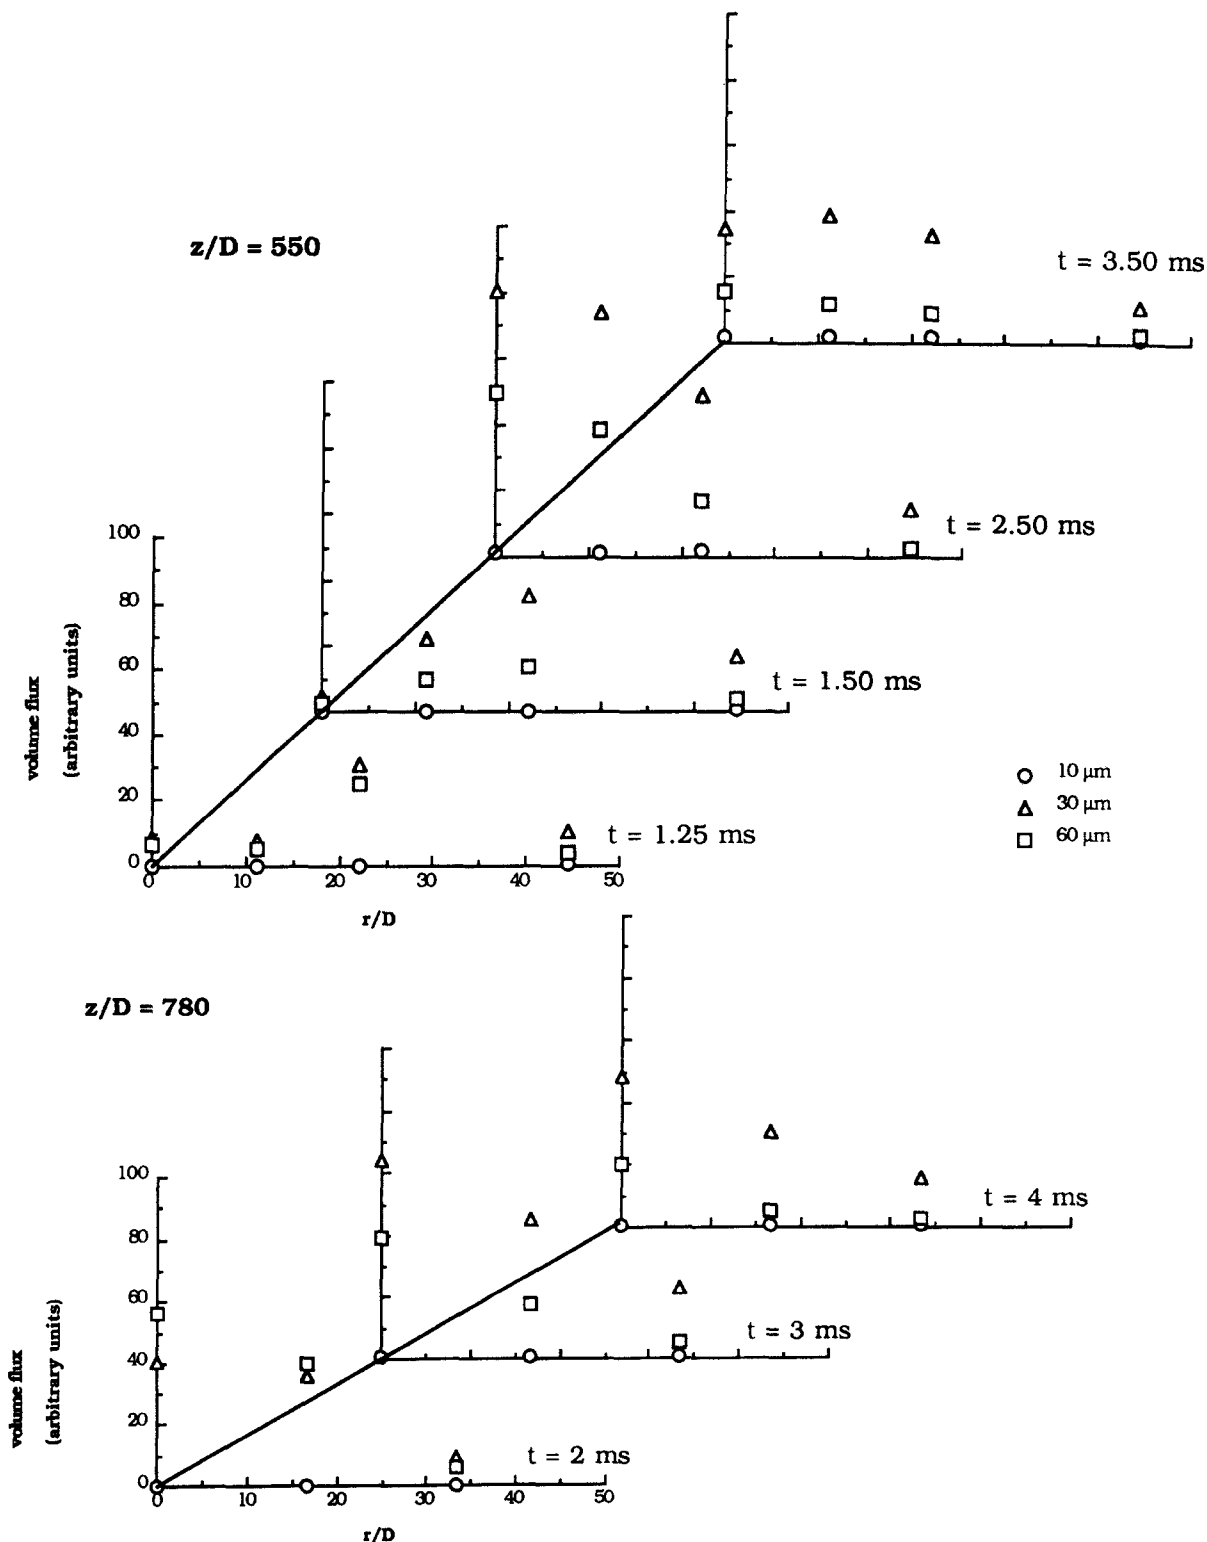 z/D = 550
t = 3.50 ms
t = 2.50 ms
t = 1.50 ms
t = 1.25 ms
100
80
60
40
20
0
volume flux
(arbitrary units)
0 10 20 30 40 50
r/D
10 µm
30 µm
60 µm
z/D = 780
t = 4 ms
t = 3 ms
t = 2 ms
100
80
60
40
20
0
volume flux
(arbitrary units)
0 10 20 30 40 50
r/D